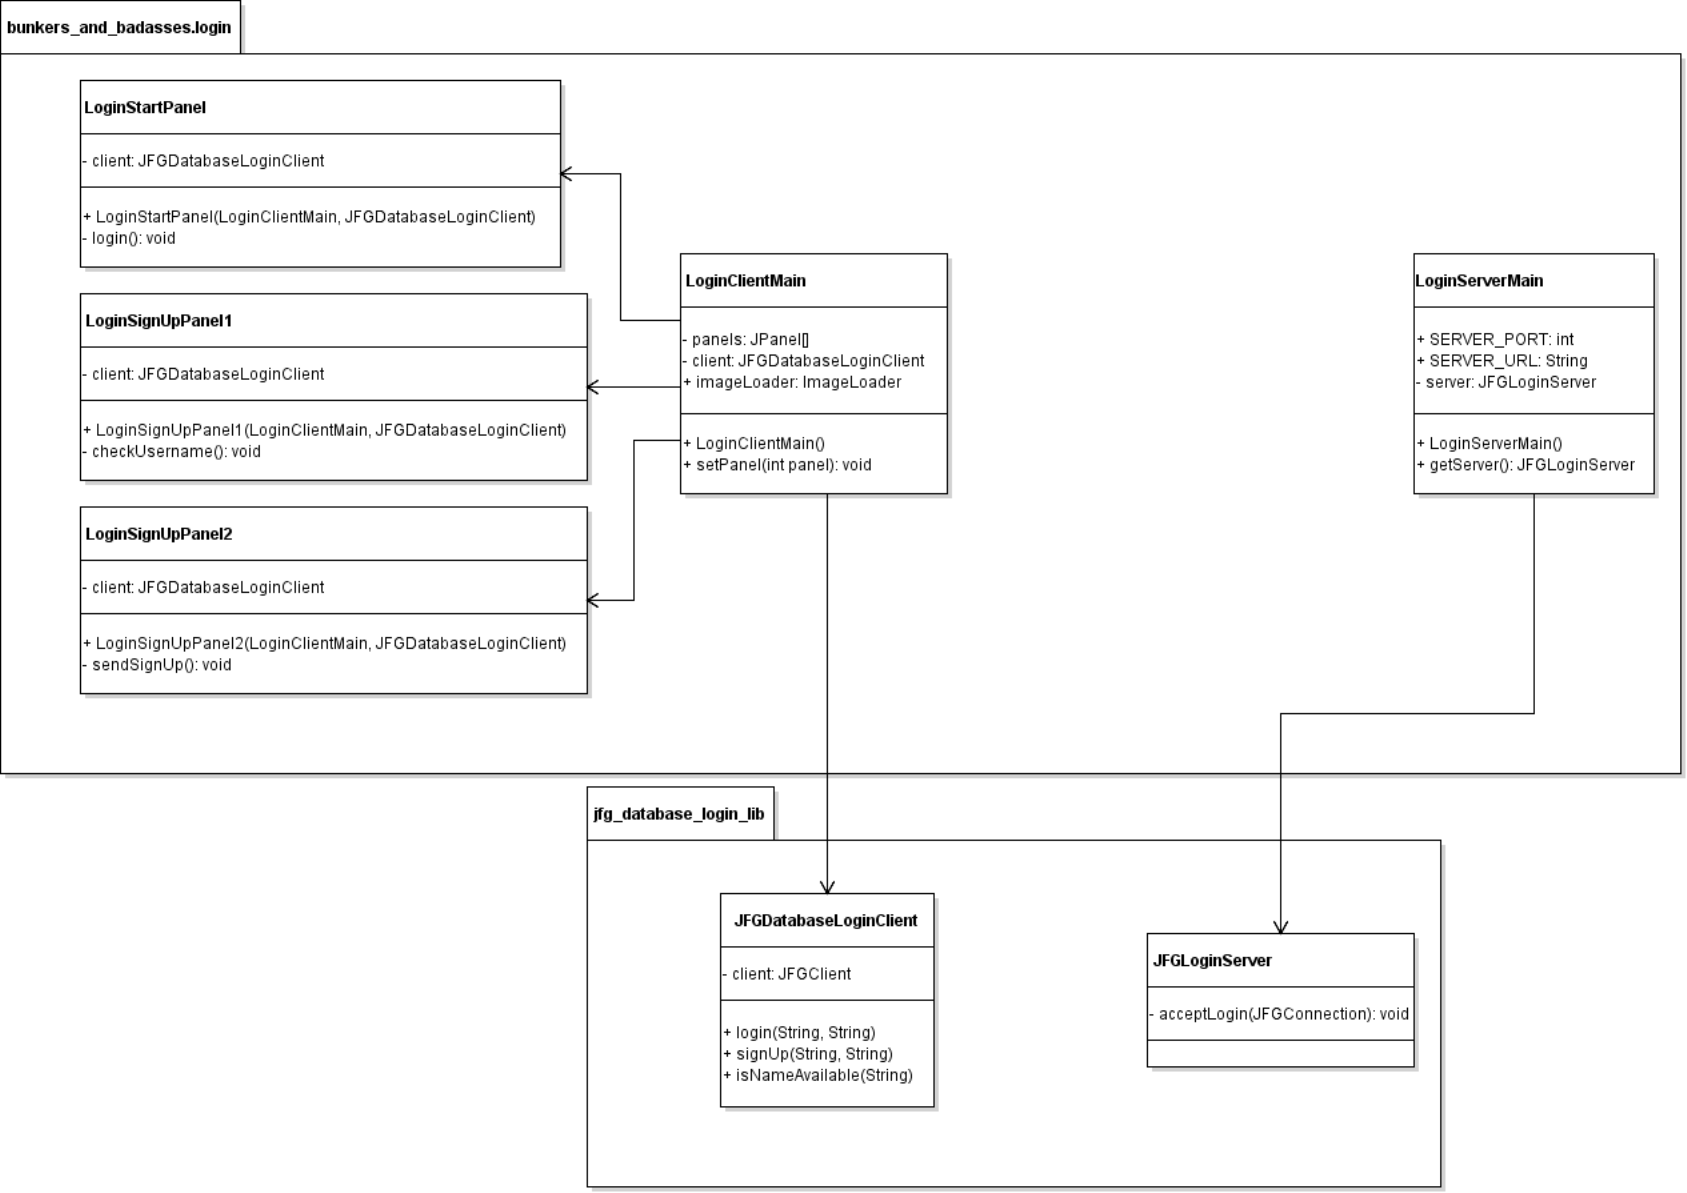 bunkers_and_badasses.login
LoginStartPanel
- client: JFGDatabaseLoginClient
+ LoginStartPanel(LoginClientMain, JFGDatabaseLoginClient)
- login(): void
LoginSignUpPanel1
- client: JFGDatabaseLoginClient
+ LoginSignUpPanel1(LoginClientMain, JFGDatabaseLoginClient)
- checkUsername(): void
LoginSignUpPanel2
- client: JFGDatabaseLoginClient
+ LoginSignUpPanel2(LoginClientMain, JFGDatabaseLoginClient)
- sendSignUp(): void
LoginClientMain
- panels: JPanel[]
- client: JFGDatabaseLoginClient
+ imageLoader: ImageLoader
+ LoginClientMain()
+ setPanel(int panel): void
LoginServerMain
+ SERVER_PORT: int
+ SERVER_URL: String
- server: JFGLoginServer
+ LoginServerMain()
+ getServer(): JFGLoginServer
jfg_database_login_lib
JFGDatabaseLoginClient
- client: JFGClient
+ login(String, String)
+ signUp(String, String)
+ isNameAvailable(String)
JFGLoginServer
- acceptLogin(JFGConnection): void